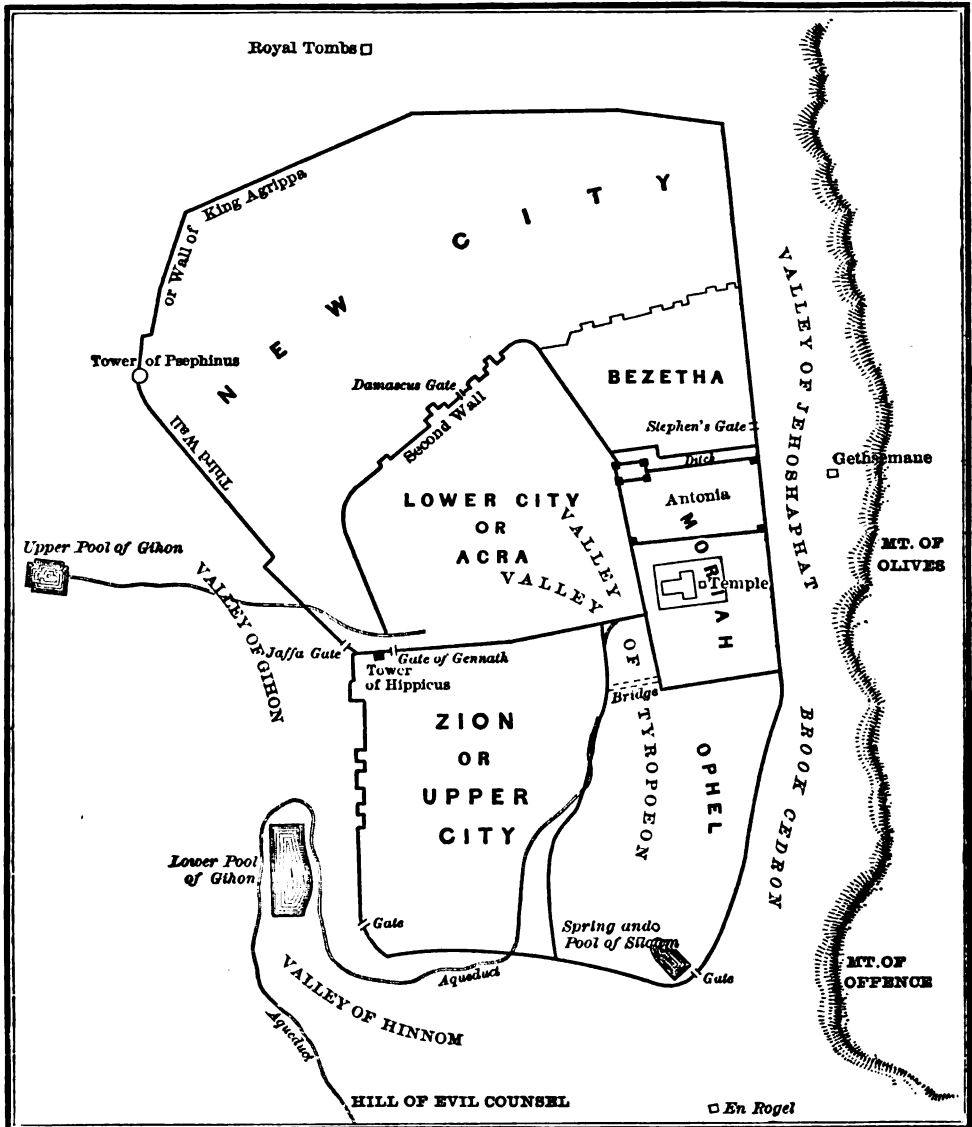 Royal Tombs
or Wall of King Agrippa
NEW CITY
Tower of Psephinus
Damascus Gate
Second Wall
Third Wall
BEZETHA
Stephen's Gate
Ditch
Antonia
VALLEY OF JEHOSHAPHAT
Gethsemane
LOWER CITY
OR
ACRA
VALLEY
VALLEY
MORIAH
Temple
MT. OF
OLIVES
Upper Pool of Gihon
VALLEY OF GIHON
Jaffa Gate
Gate of Gennath
Tower
of Hippicus
OF TYROPOEON
Bridge
ZION
OR
UPPER
CITY
OPHEL
BROOK CEDRON
Lower Pool
of Gihon
Gate
Spring and
Pool of Siloam
Gate
Aqueduct
MT. OF
OFFENCE
VALLEY OF HINNOM
Aqueduct
HILL OF EVIL COUNSEL
En Rogel